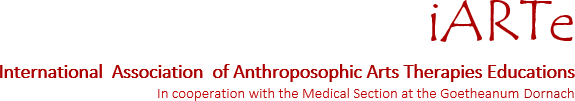 iARTe
International Association of Anthroposophic Arts Therapies Educations
In cooperation with the Medical Section at the Goetheanum Dornach